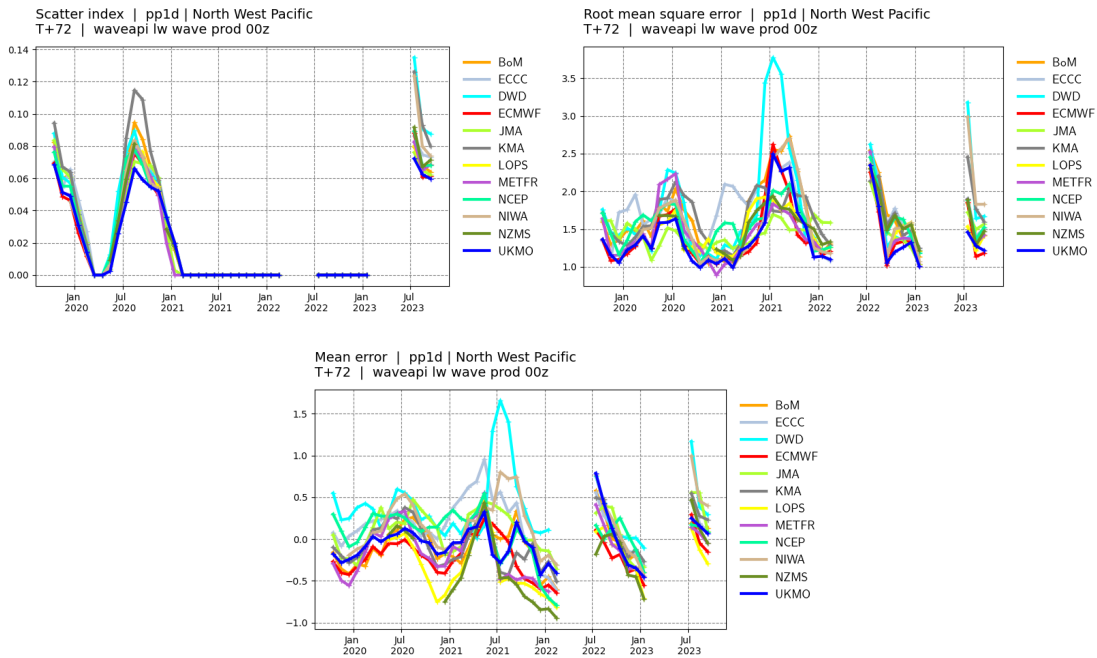 Scatter index | pp1d | North West Pacific
T+72 | waveapi lw wave prod 00z
0.14
0.12
0.10
0.08
0.06
0.04
0.02
0.00
Jan 2020
Jul 2020
Jan 2021
Jul 2021
Jan 2022
Jul 2022
Jan 2023
Jul 2023
BoM
ECCC
DWD
ECMWF
JMA
KMA
LOPS
METFR
NCEP
NIWA
NZMS
UKMO
Root mean square error | pp1d | North West Pacific
T+72 | waveapi lw wave prod 00z
3.5
3.0
2.5
2.0
1.5
1.0
Jan 2020
Jul 2020
Jan 2021
Jul 2021
Jan 2022
Jul 2022
Jan 2023
Jul 2023
BoM
ECCC
DWD
ECMWF
JMA
KMA
LOPS
METFR
NCEP
NIWA
NZMS
UKMO
Mean error | pp1d | North West Pacific
T+72 | waveapi lw wave prod 00z
1.5
1.0
0.5
0.0
−0.5
−1.0
Jan 2020
Jul 2020
Jan 2021
Jul 2021
Jan 2022
Jul 2022
Jan 2023
Jul 2023
BoM
ECCC
DWD
ECMWF
JMA
KMA
LOPS
METFR
NCEP
NIWA
NZMS
UKMO